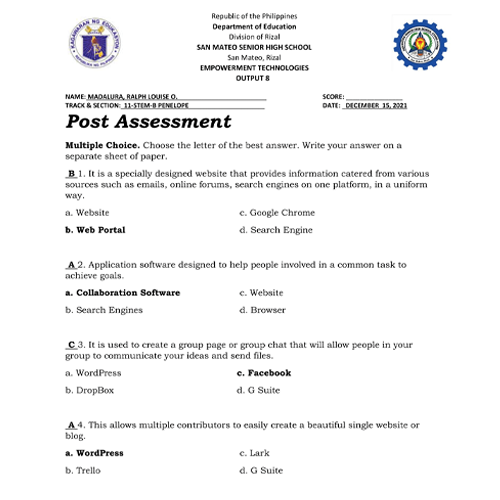 Republic of the Philippines
Department of Education
Division of Rizal
SAN MATEO SENIOR HIGH SCHOOL
San Mateo, Rizal
EMPOWERMENT TECHNOLOGIES
OUTPUT 8
NAME: MADALURA, RALPH LOUISE O. SCORE:
TRACK & SECTION: 11-STEM-B PENELOPE DATE: DECEMBER 15, 2021
Post Assessment
Multiple Choice. Choose the letter of the best answer. Write your answer on a
separate sheet of paper.
B 1. It is a specially designed website that provides information catered from various
sources such as emails, online forums, search engines on one platform, in a uniform
way.
a. Website c. Google Chrome
b. Web Portal d. Search Engine
A 2. Application software designed to help people involved in a common task to
achieve goals.
a. Collaboration Software c. Website
b. Search Engines d. Browser
C 3. It is used to create a group page or group chat that will allow people in your
group to communicate your ideas and send files.
a. WordPress c. Facebook
b. DropBox d. G Suite
A 4. This allows multiple contributors to easily create a beautiful single website or
blog.
a. WordPress c. Lark
b. Trello d. G Suite